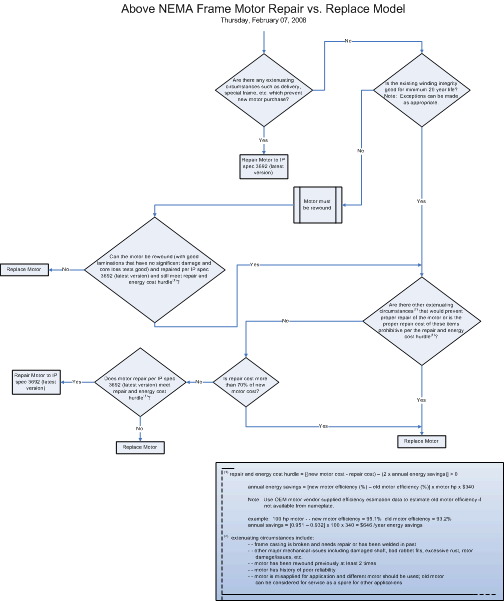 Above NEMA Frame Motor Repair vs. Replace Model
Thursday, February 07, 2008
No
Are there any extenuating
circumstances such as delivery,
special frame, etc. which prevent
new motor purchase?
Is the existing winding integrity
good for minimum 20 year life?
Note: Exceptions can be made
as appropriate
Yes
No
Repair Motor to IP
spec 3692 (latest
version)
Motor must
be rewound
Yes
Can the motor be rewound (with good
laminations that have no significant damage and
core loss tests good) and repaired per IP spec
3692 (latest version) and still meet repair and
energy cost hurdle
Yes
No
Replace Motor
Are there other extenuating
circumstances that would prevent
proper repair of the motor or is the
proper repair cost of these items
prohibitive per the repair and energy
cost hurdle
No
Repair Motor to IP
spec 3692 (latest
version)
Yes
Does motor repair per IP spec
3692 (latest version) meet
repair and energy cost
hurdle
No
Is repair cost more
than 70% of new
motor cost?
Yes
No
Yes
Replace Motor
Replace Motor
repair and energy cost hurdle = [(new motor cost - repair cost) – (2 x annual energy savings)] = 0
annual energy savings = [new motor efficiency (%) – old motor efficiency (%)] x motor hp x $340
Note: Use OEM motor vendor supplied efficiency estimation data to estimate old motor efficiency if
not available from nameplate.
example: 100 hp motor - - new motor efficiency = 95.1% old motor efficiency = 93.2%
annual savings = [0.951 – 0.932] x 100 x 340 = $646 /year energy savings
extenuating circumstances include:
- - frame casting is broken and needs repair or has been welded in past
- - other major mechanical issues including damaged shaft, bad rabbet fits, excessive rust, rotor
damage/issues, etc.
- - motor has been rewound previously at least 2 times
- - motor has history of poor reliability
- - motor is misapplied for application and different motor should be used; old motor
can be considered for service as a spare for other applications